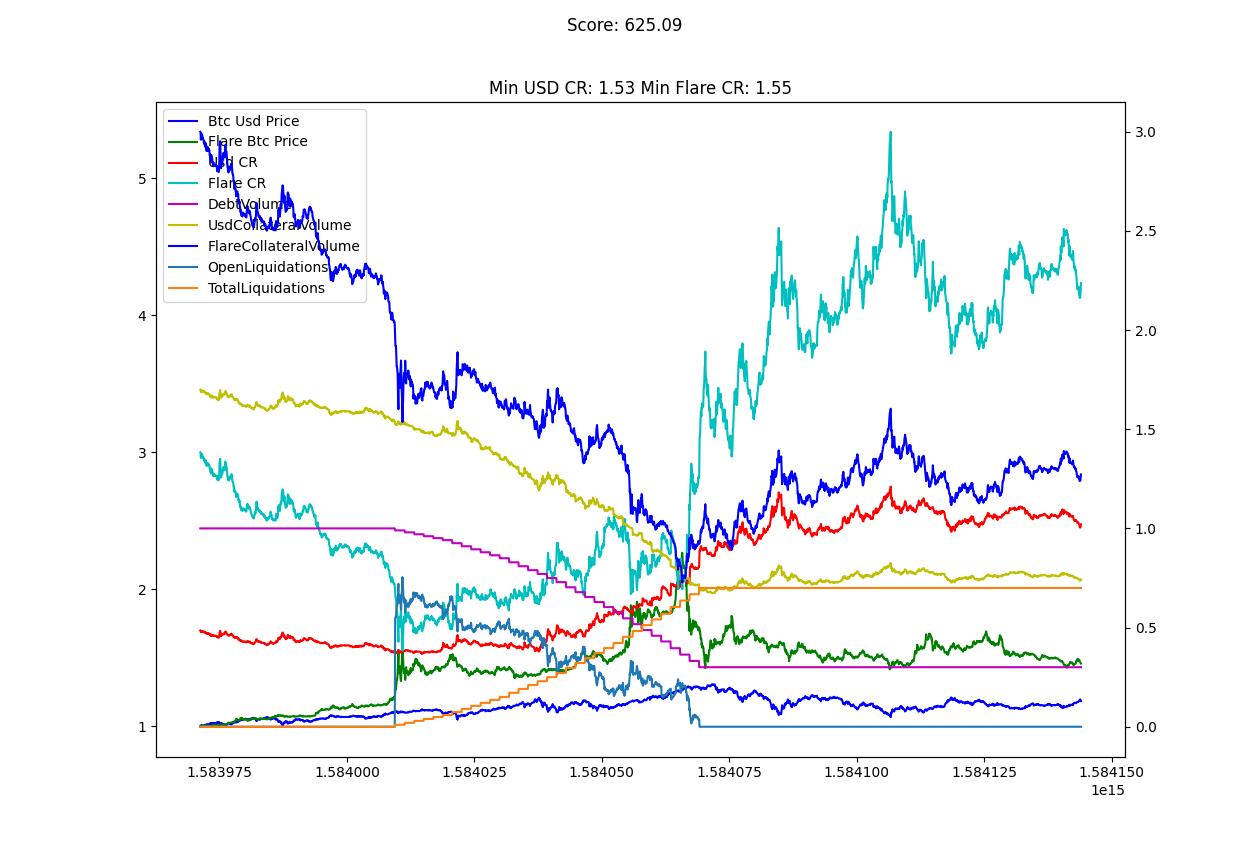 Score: 625.09
Min USD CR: 1.53 Min Flare CR: 1.55
Btc Usd Price
Flare Btc Price
Usd CR
Flare CR
DebtVolume
UsdCollateralVolume
FlareCollateralVolume
OpenLiquidations
TotalLiquidations
5
4
3
2
1
3.0
2.5
2.0
1.5
1.0
0.5
0.0
1.583975
1.584000
1.584025
1.584050
1.584075
1.584100
1.584125
1.584150
1e15